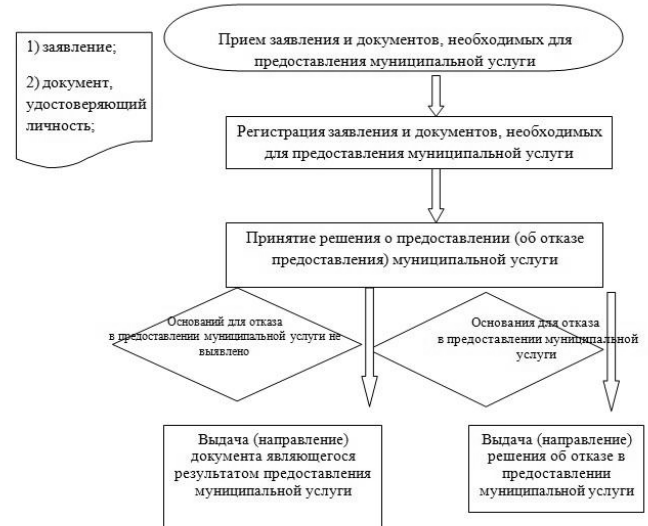 1) заявление;
2) документ,
удостоверяющий
личность;
Прием заявления и документов, необходимых для
предоставления муниципальной услуги
Регистрация заявления и документов, необходимых
для предоставления муниципальной услуги
Принятие решения о предоставлении (об отказе
предоставления) муниципальной услуги
Оснований для отказа
в предоставлении муниципальной услуги не
выявлено
Основания для отказа
в предоставлении муниципальной
услуги
Выдача (направление)
документа являющегося
результатом предоставления
муниципальной услуги
Выдача (направление)
решения об отказе в
предоставлении
муниципальной услуги